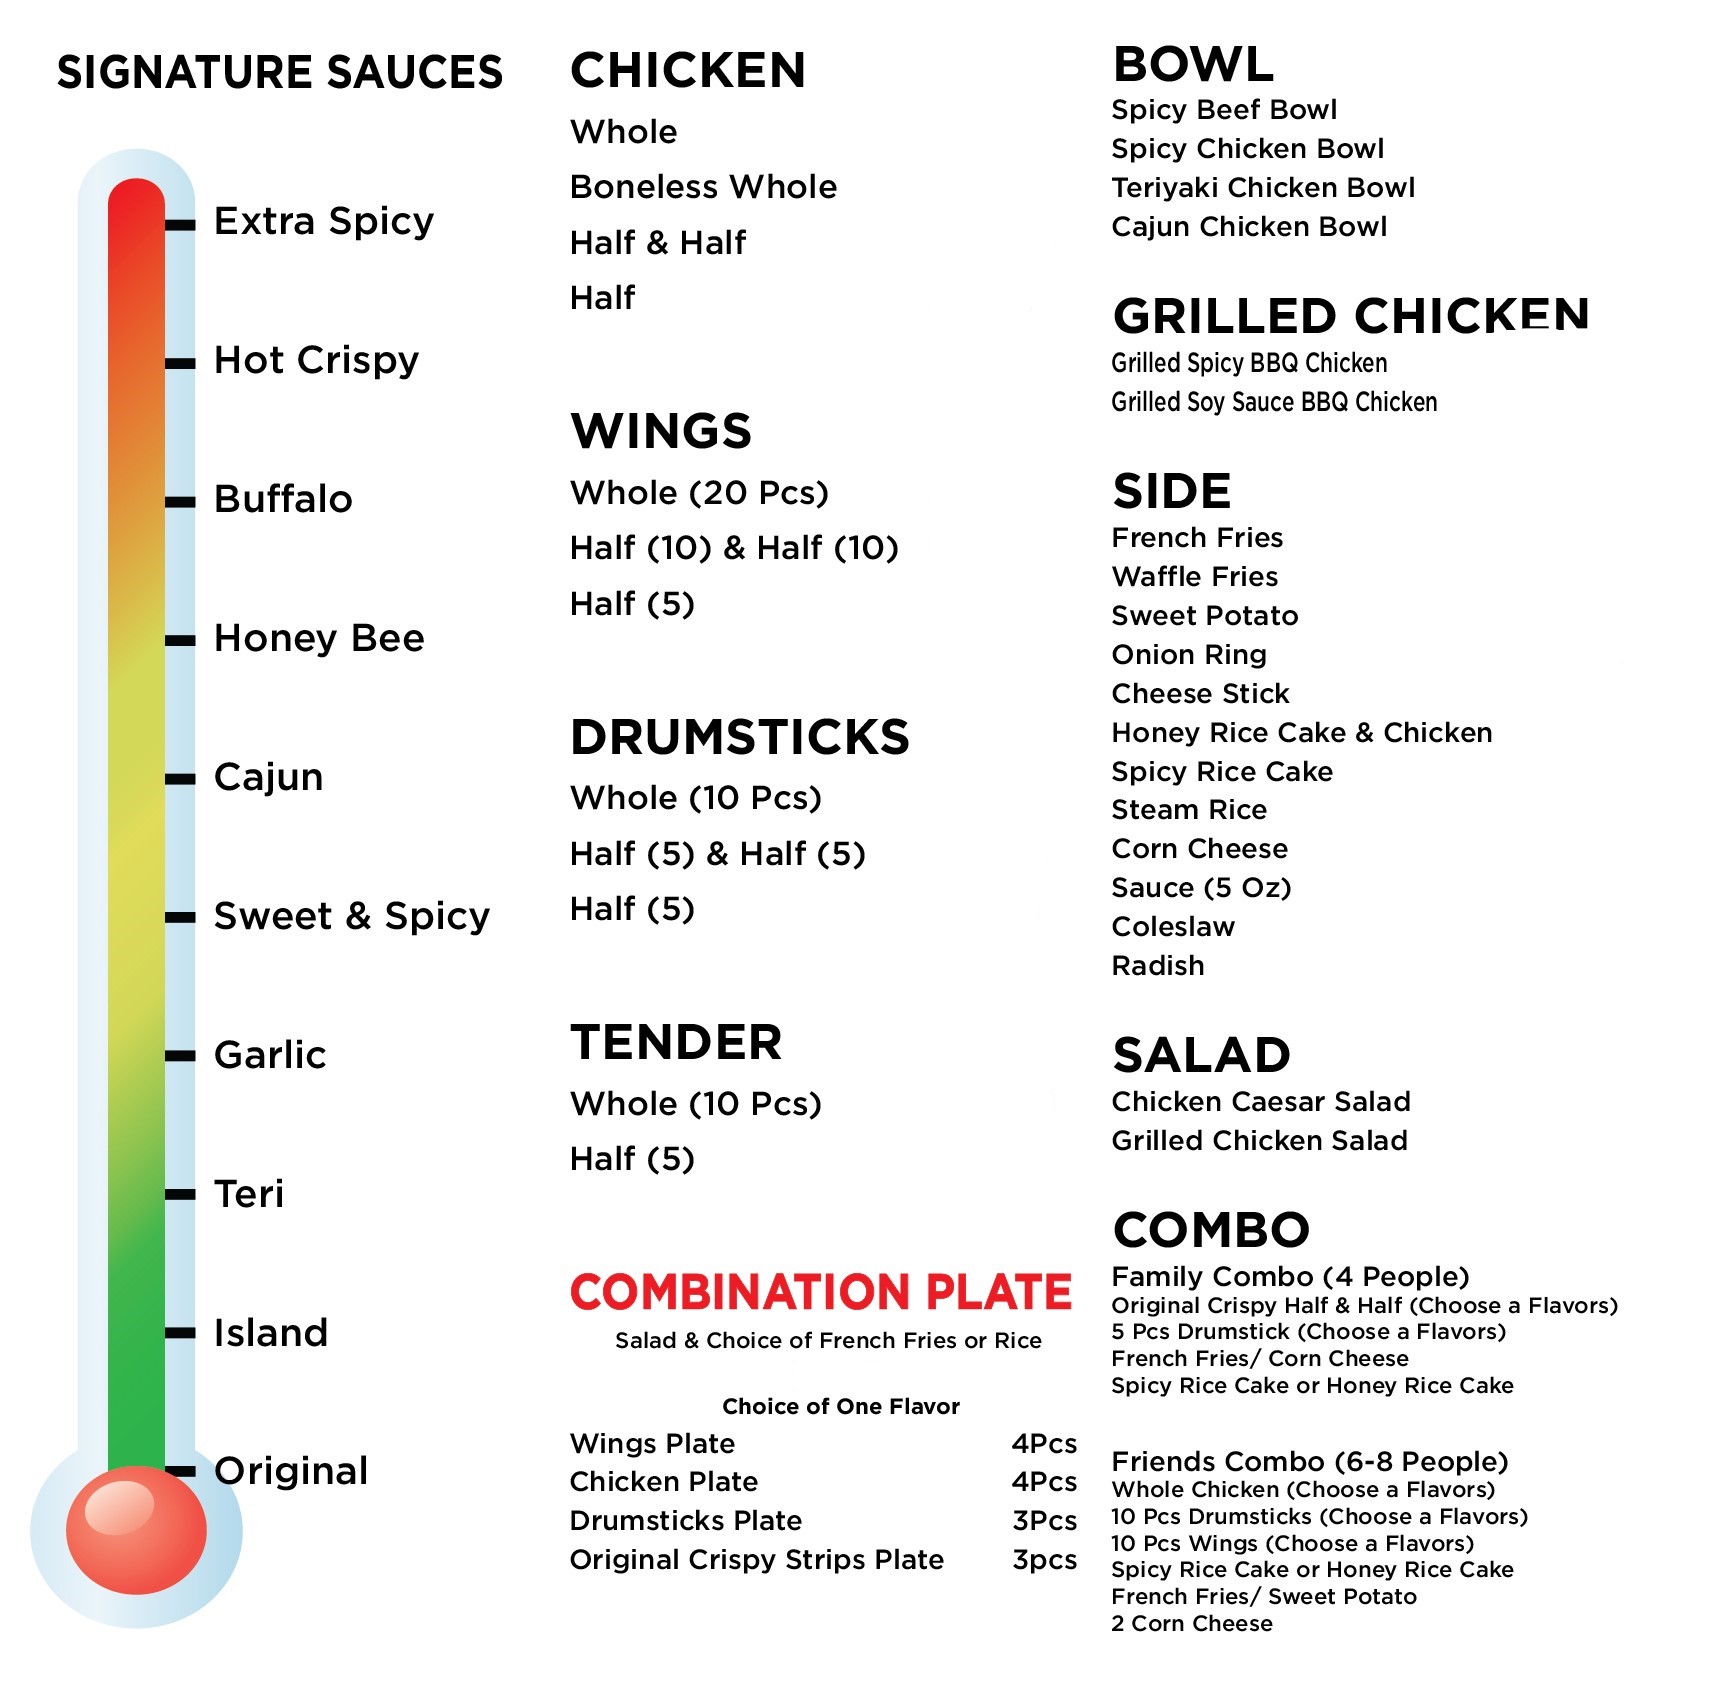 SIGNATURE SAUCES
Extra Spicy
Hot Crispy
Buffalo
Honey Bee
Cajun
Sweet & Spicy
Garlic
Teri
Island
Original
CHICKEN
Whole
Boneless Whole
Half & Half
Half
WINGS
Whole (20 Pcs)
Half (10) & Half (10)
Half (5)
DRUMSTICKS
Whole (10 Pcs)
Half (5) & Half (5)
Half (5)
TENDER
Whole (10 Pcs)
Half (5)
COMBINATION PLATE
Salad & Choice of French Fries or Rice
Choice of One Flavor
Wings Plate 4Pcs
Chicken Plate 4Pcs
Drumsticks Plate 3Pcs
Original Crispy Strips Plate 3pcs
BOWL
Spicy Beef Bowl
Spicy Chicken Bowl
Teriyaki Chicken Bowl
Cajun Chicken Bowl
GRILLED CHICKEN
Grilled Spicy BBQ Chicken
Grilled Soy Sauce BBQ Chicken
SIDE
French Fries
Waffle Fries
Sweet Potato
Onion Ring
Cheese Stick
Honey Rice Cake & Chicken
Spicy Rice Cake
Steam Rice
Corn Cheese
Sauce (5 Oz)
Coleslaw
Radish
SALAD
Chicken Caesar Salad
Grilled Chicken Salad
COMBO
Family Combo (4 People)
Original Crispy Half & Half (Choose a Flavors)
5 Pcs Drumstick (Choose a Flavors)
French Fries/ Corn Cheese
Spicy Rice Cake or Honey Rice Cake
Friends Combo (6-8 People)
Whole Chicken (Choose a Flavors)
10 Pcs Drumsticks (Choose a Flavors)
10 Pcs Wings (Choose a Flavors)
Spicy Rice Cake or Honey Rice Cake
French Fries/ Sweet Potato
2 Corn Cheese